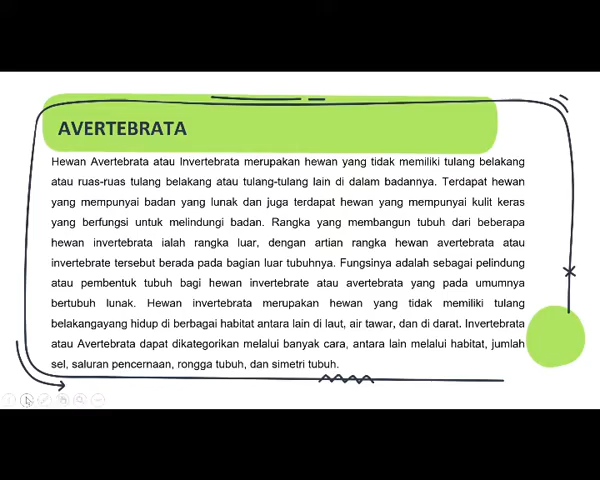 AVERTEBRATA
Hewan Avertebrata atau Invertebrata merupakan hewan yang tidak memiliki tulang belakang
atau ruas-ruas tulang belakang atau tulang-tulang lain di dalam badannya. Terdapat hewan
yang mempunyai badan yang lunak dan juga terdapat hewan yang mempunyai kulit keras
yang berfungsi untuk melindungi badan. Rangka yang membangun tubuh dari beberapa
hewan invertebrata ialah rangka luar, dengan artian rangka hewan avertebrata atau
invertebrate tersebut berada pada bagian luar tubuhnya. Fungsinya adalah sebagai pelindung
atau pembentuk tubuh bagi hewan invertebrate atau avertebrata yang pada umumnya
bertubuh lunak. Hewan invertebrata merupakan hewan yang tidak memiliki tulang
belakangayang hidup di berbagai habitat antara lain di laut, air tawar, dan di darat. Invertebrata
atau Avertebrata dapat dikategorikan melalui banyak cara, antara lain melalui habitat, jumlah
sel, saluran pencernaan, rongga tubuh, dan simetri tubuh.